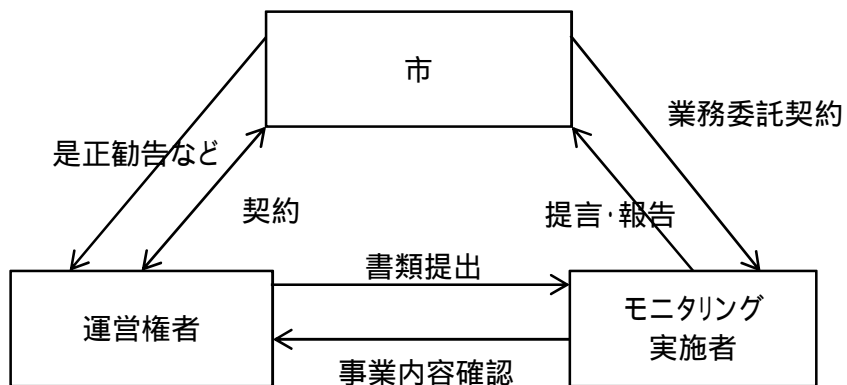 市
業務委託契約
是正勧告など
契約
提言・報告
書類提出
運営権者
モニタリング
実施者
事業内容確認